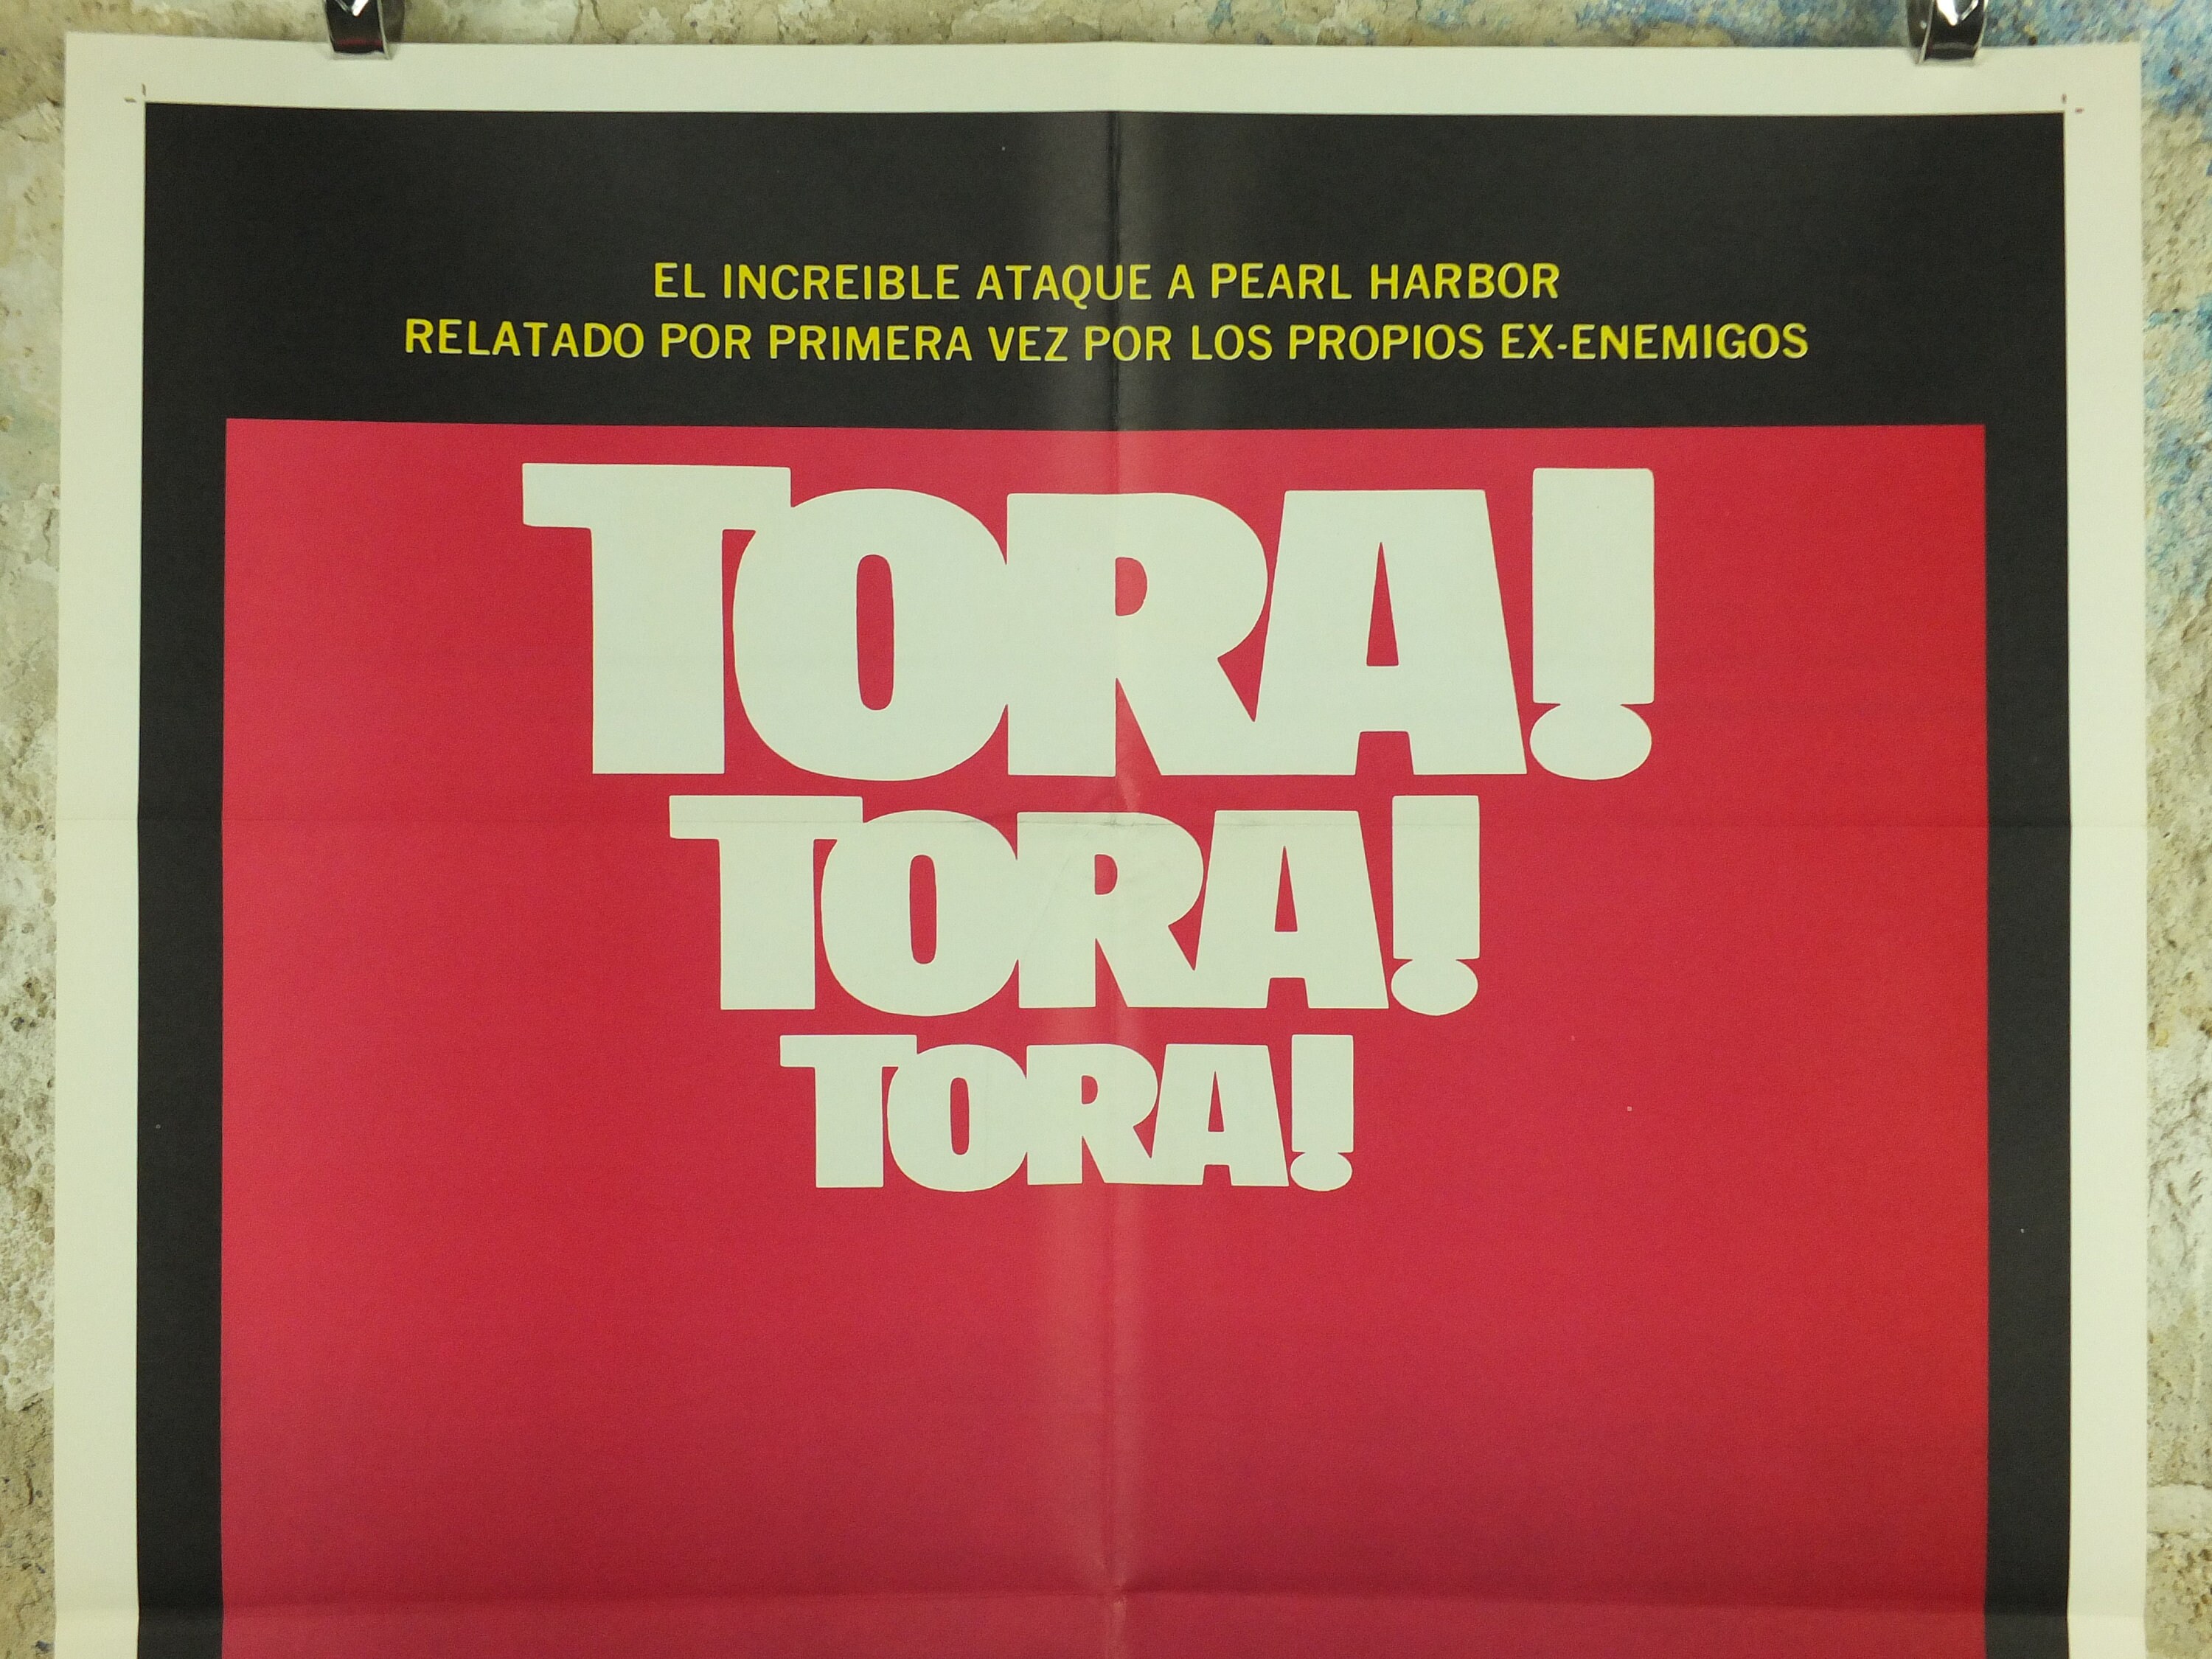 EL INCREIBLE ATAQUE A PEARL HARBOR
RELATADO POR PRIMERA VEZ POR LOS PROPIOS EX-ENEMIGOS
TORA!
TORA!
TORA!